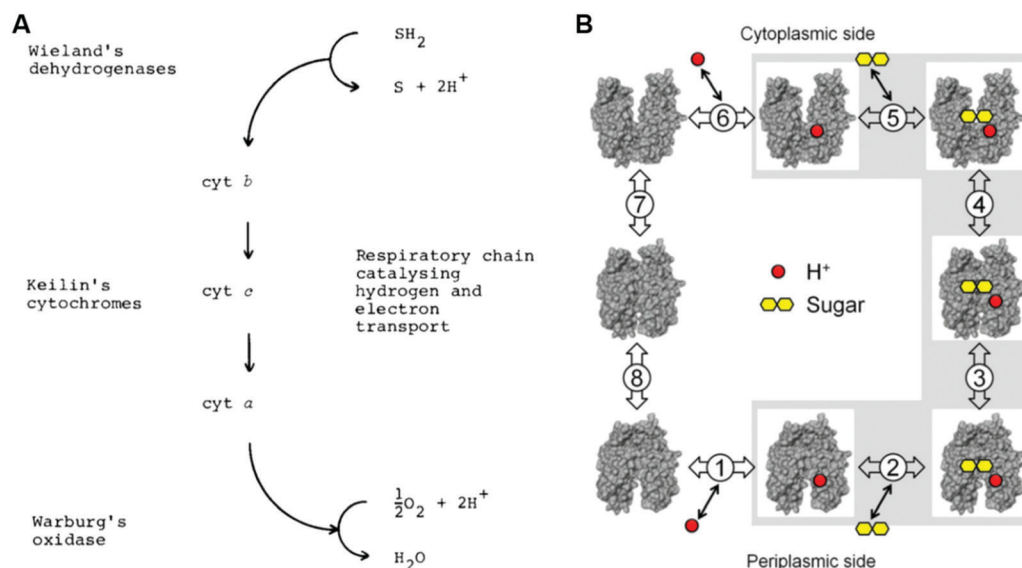 A
Wieland's
dehydrogenases
SH2
S + 2H+
cyt b
Keilin's
cytochromes
cyt c
Respiratory chain
catalysing
hydrogen and
electron
transport
cyt a
Warburg's
oxidase
1/2O2 + 2H+
H2O
B
Cytoplasmic side
6
5
7
4
H+
Sugar
8
3
1
2
Periplasmic side